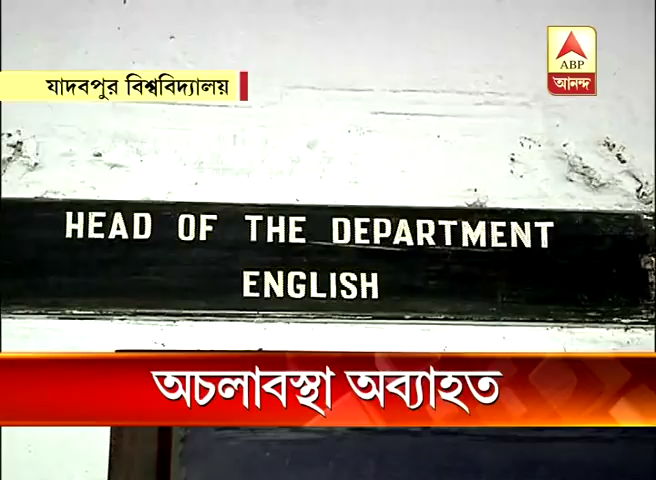 ABP
আনন্দ
যাদবপুর বিশ্ববিদ্যালয়
HEAD OF THE DEPARTMENT
ENGLISH
অচলাবস্থা অব্যাহত